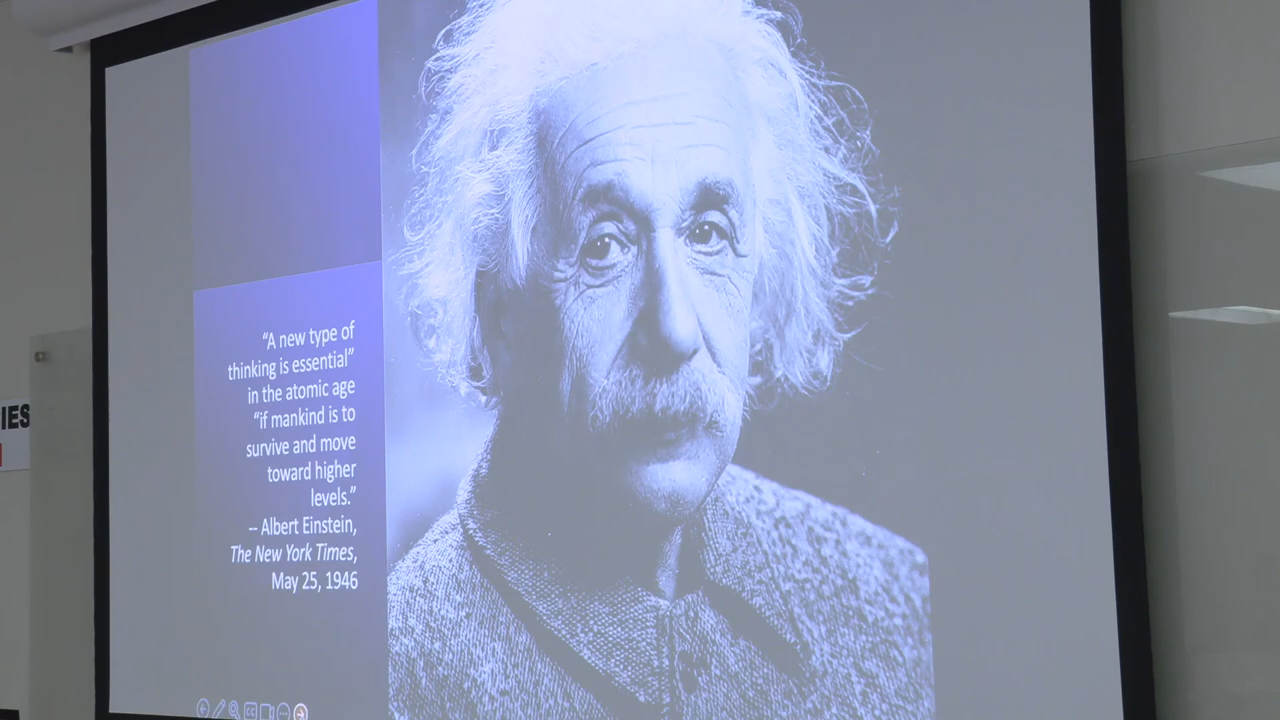 IES
“A new type of
thinking is essential”
in the atomic age
“if mankind is to
survive and move
toward higher
levels.”
-- Albert Einstein,
The New York Times,
May 25, 1946